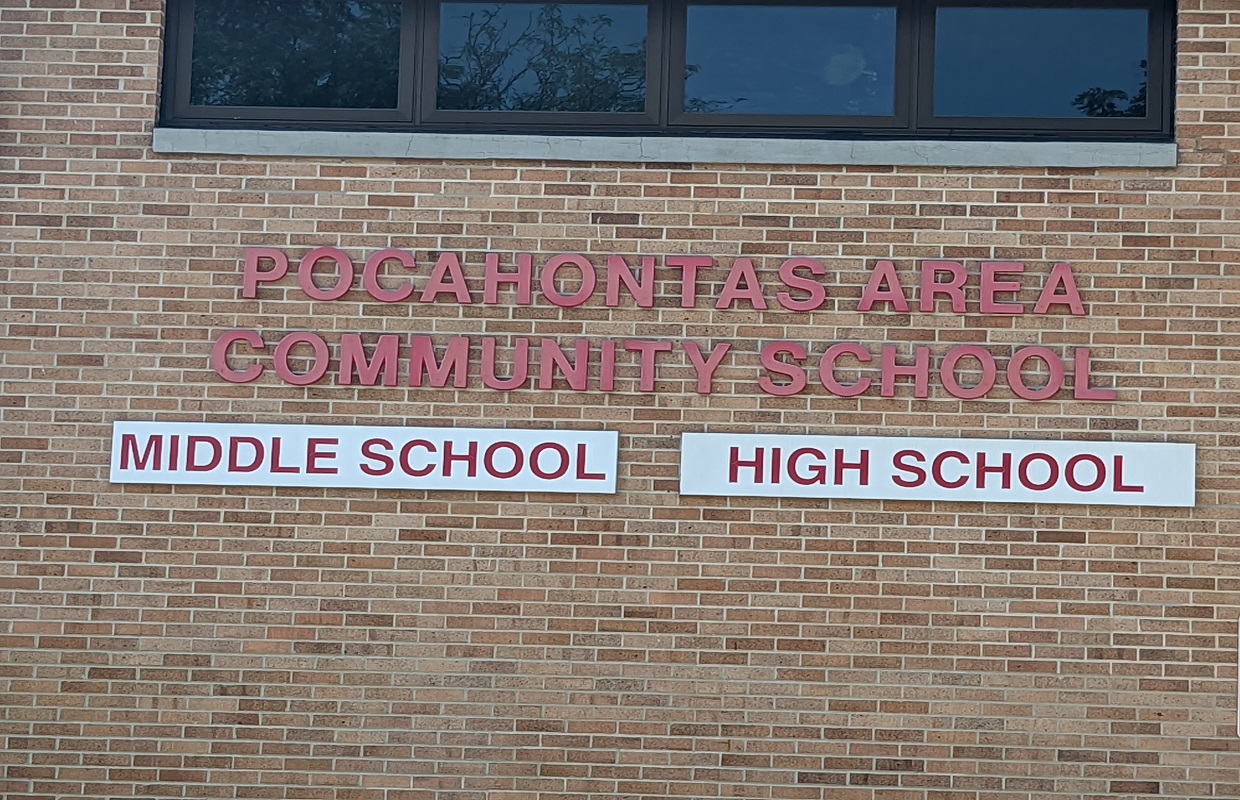 POCAHONTAS AREA
COMMUNITY SCHOOL
MIDDLE SCHOOL
HIGH SCHOOL